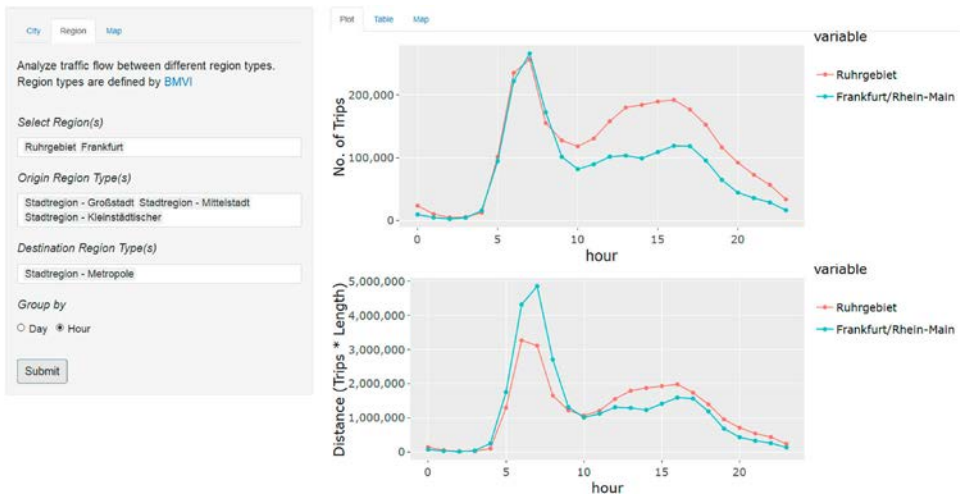 City Region Map
Analyze traffic flow between different region types.
Region types are defined by BMVI
Select Region(s)
Ruhrgebiet Frankfurt
Origin Region Type(s)
Stadtregion - Großstadt Stadtregion - Mittelstadt
Stadtregion - Kleinstädtischer
Destination Region Type(s)
Stadtregion - Metropole
Group by
Day Hour
Submit
Plot Table Map
No. of Trips
200,000
100,000
0
0 5 10 15 20
hour
variable
Ruhrgebiet
Frankfurt/Rhein-Main
Distance (Trips * Length)
5,000,000
4,000,000
3,000,000
2,000,000
1,000,000
0
0 5 10 15 20
hour
variable
Ruhrgebiet
Frankfurt/Rhein-Main